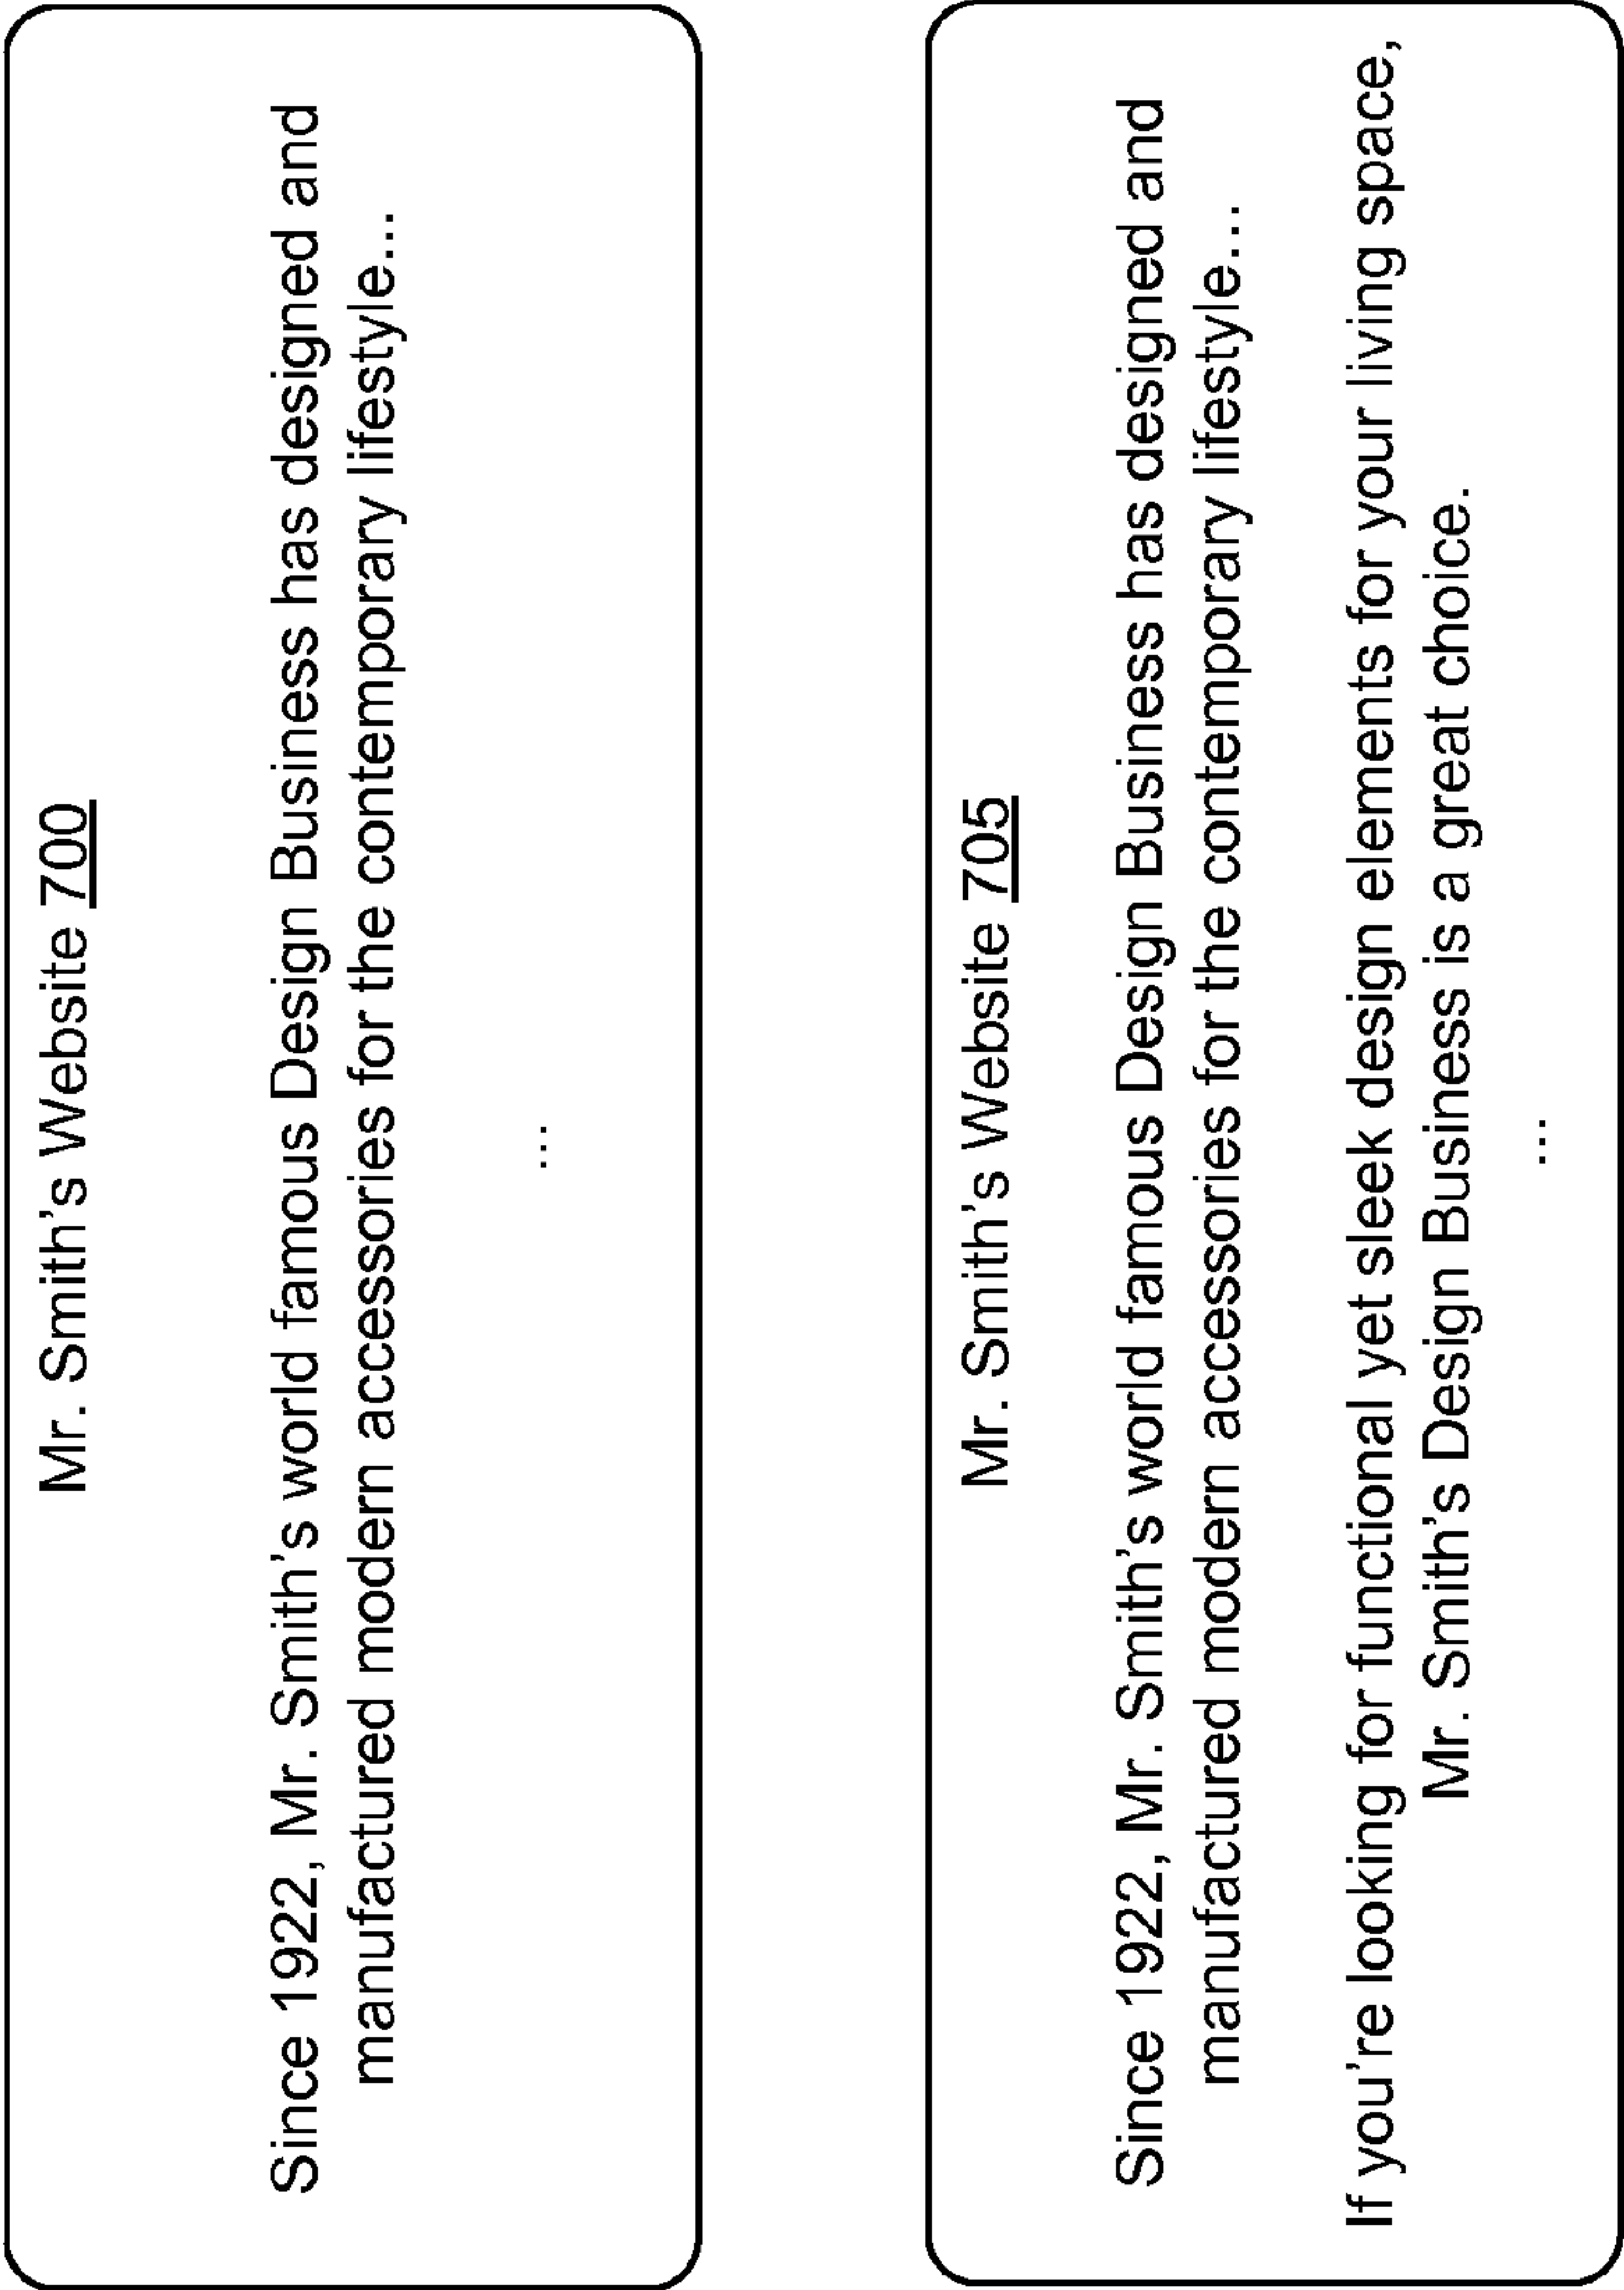 Mr. Smith's Website 700
Since 1922, Mr. Smith's world famous Design Business has designed and
manufactured modern accessories for the contemporary lifestyle...
...
Mr. Smith's Website 705
Since 1922, Mr. Smith's world famous Design Business has designed and
manufactured modern accessories for the contemporary lifestyle...
If you're looking for functional yet sleek design elements for your living space,
Mr. Smith's Design Business is a great choice.
...